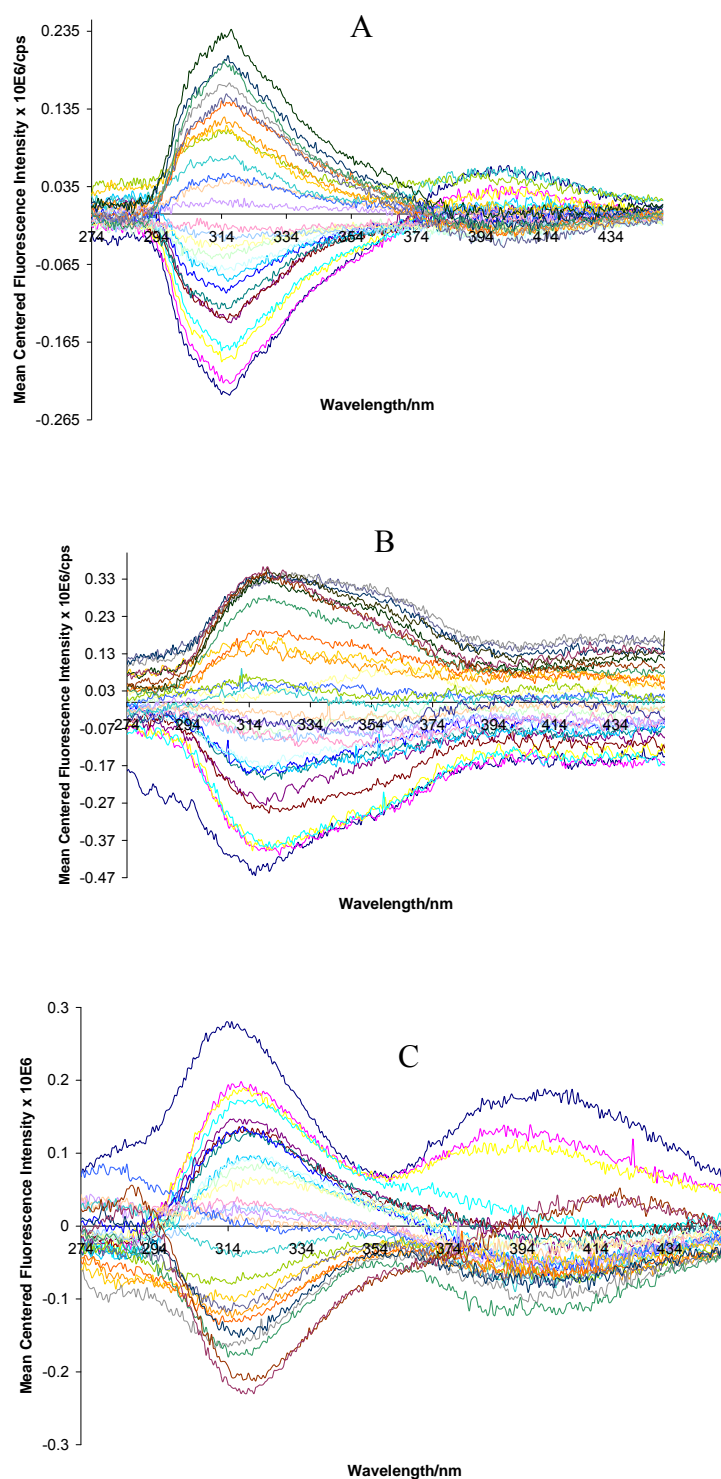 A
Mean Centered Fluorescence Intensity x 10E6/cps
0.235
0.135
0.035
-0.065
-0.165
-0.265
274 294 314 334 354 374 394 414 434
Wavelength/nm
B
Mean Centered Fluorescence Intensity x 10E6/cps
0.33
0.23
0.13
0.03
-0.07
-0.17
-0.27
-0.37
-0.47
274 294 314 334 354 374 394 414 434
Wavelength/nm
C
Mean Centered Fluorescence Intensity x 10E6
0.3
0.2
0.1
0
-0.1
-0.2
-0.3
274 294 314 334 354 374 394 414 434
Wavelength/nm